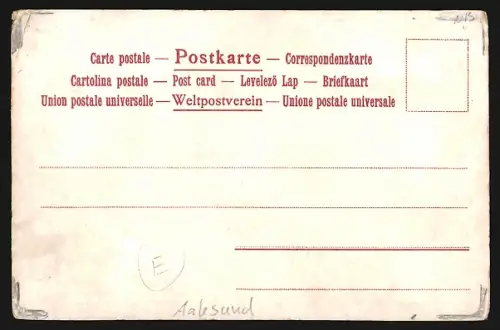 Carte postale — Postkarte — Correspondenzkarte
Cartolina postale — Post card — Levelező Lap — Briefkaart
Union postale universelle — Weltpostverein — Unione postale universale
E
Aalesund